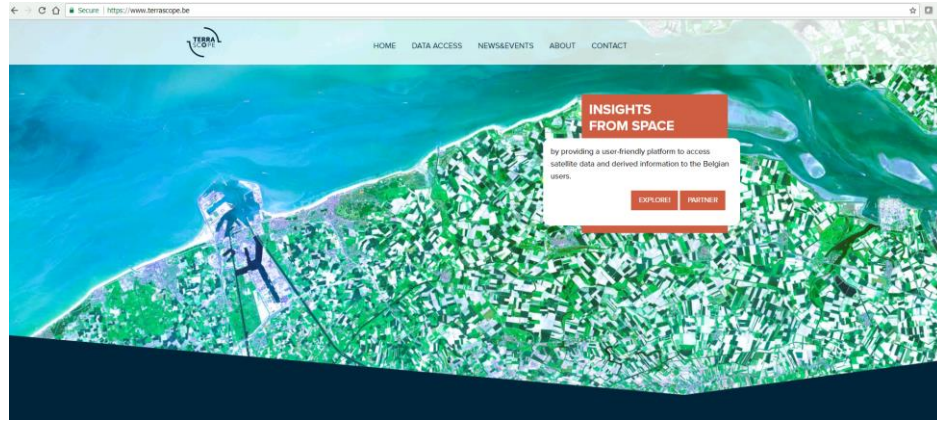 Secure | https://www.terrascope.be
TERRA
SCOPE
HOME DATA ACCESS NEWS&EVENTS ABOUT CONTACT
INSIGHTS
FROM SPACE
by providing a user-friendly platform to access
satellite data and derived information to the Belgian
users.
EXPLORE! PARTNER